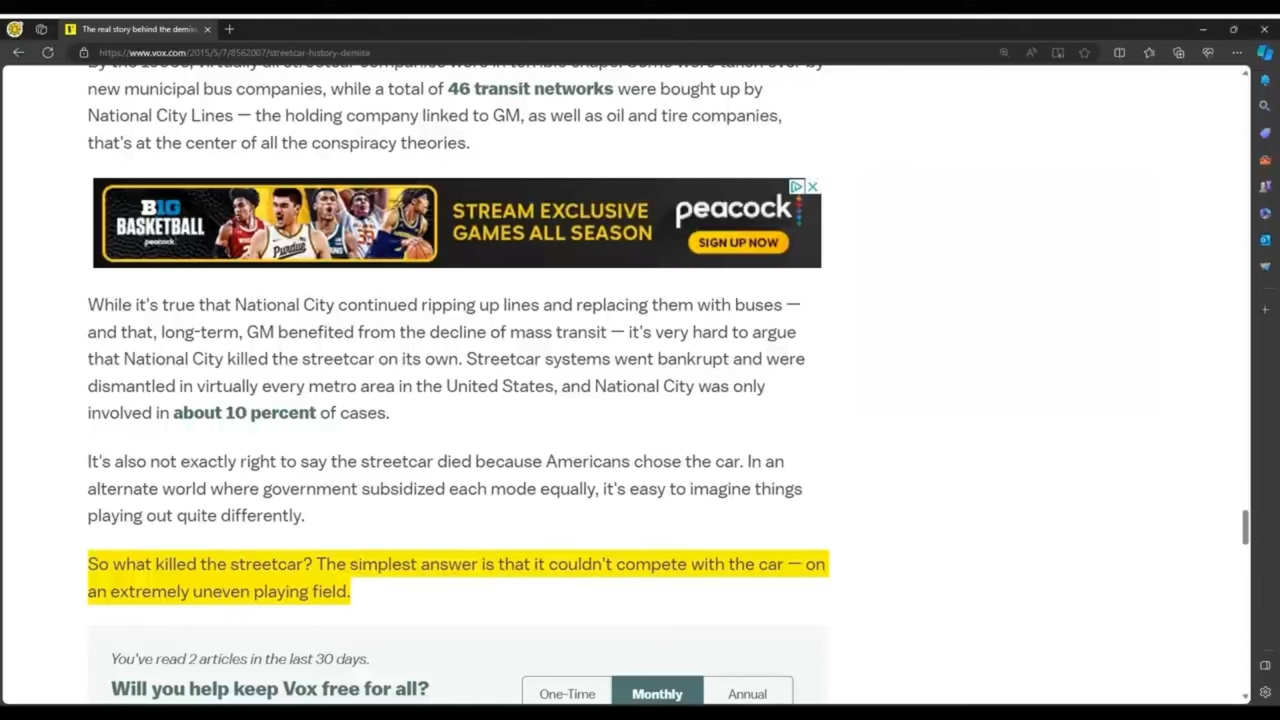 The real story behind the demis
https://www.vox.com/2015/5/7/8562007/streetcar-history-demise
By the 1950s, virtually all streetcar companies were in terrible shape. Some were taken over by
new municipal bus companies, while a total of 46 transit networks were bought up by
National City Lines — the holding company linked to GM, as well as oil and tire companies,
that's at the center of all the conspiracy theories.
B1G
BASKETBALL
peacock
Purdue
STREAM EXCLUSIVE
GAMES ALL SEASON
peacock
SIGN UP NOW
While it's true that National City continued ripping up lines and replacing them with buses —
and that, long-term, GM benefited from the decline of mass transit — it's very hard to argue
that National City killed the streetcar on its own. Streetcar systems went bankrupt and were
dismantled in virtually every metro area in the United States, and National City was only
involved in about 10 percent of cases.
It's also not exactly right to say the streetcar died because Americans chose the car. In an
alternate world where government subsidized each mode equally, it's easy to imagine things
playing out quite differently.
So what killed the streetcar? The simplest answer is that it couldn't compete with the car — on
an extremely uneven playing field.
You've read 2 articles in the last 30 days.
Will you help keep Vox free for all?
One-Time
Monthly
Annual